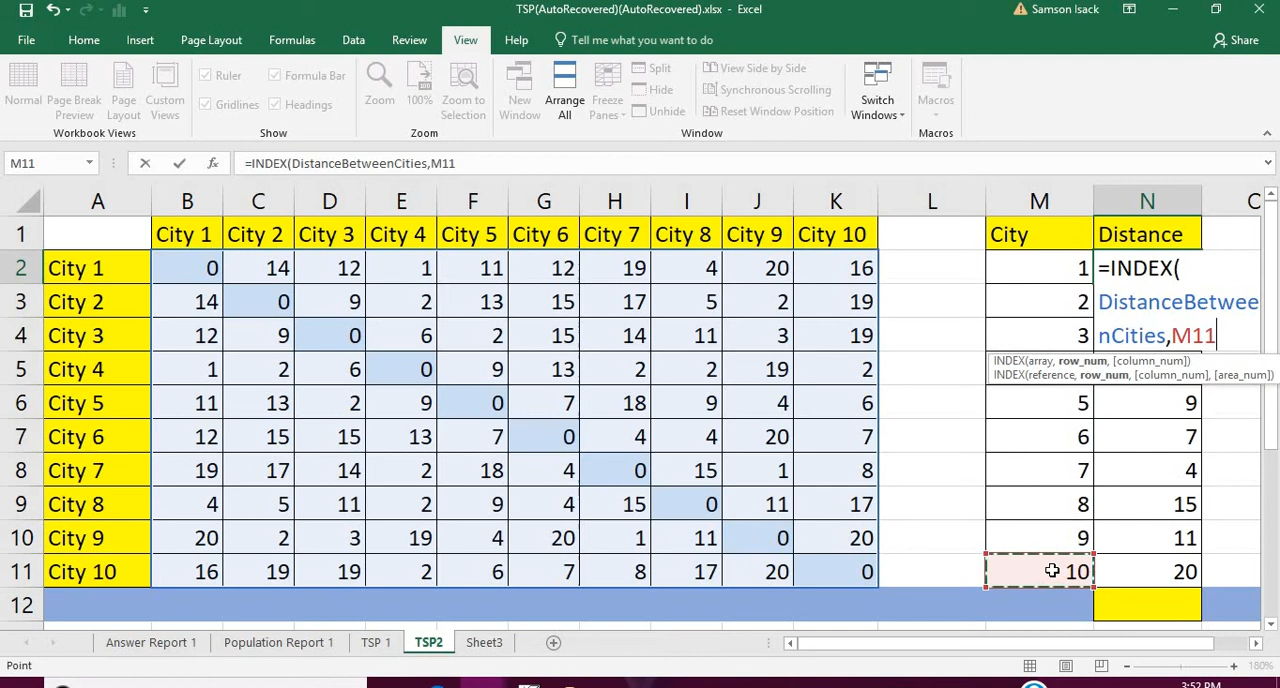 TSP(AutoRecovered)(AutoRecovered).xlsx - Excel
Samson Isack
File Home Insert Page Layout Formulas Data Review View Help Tell me what you want to do Share
Normal
Page Break Preview
Page Layout
Custom Views
Workbook Views
Ruler
Formula Bar
Gridlines
Headings
Show
Zoom
100%
Zoom to Selection
Zoom
New Window
Arrange All
Freeze Panes
Split
Hide
Unhide
View Side by Side
Synchronous Scrolling
Reset Window Position
Window
Switch Windows
Macros
Macros
M11 fx =INDEX(DistanceBetweenCities,M11
A B C D E F G H I J K L M N
1 City 1 City 2 City 3 City 4 City 5 City 6 City 7 City 8 City 9 City 10 City Distance
2 City 1 0 14 12 1 11 12 19 4 20 16 1 =INDEX(
3 City 2 14 0 9 2 13 15 17 5 2 19 2 DistanceBetwee
4 City 3 12 9 0 6 2 15 14 11 3 19 3 nCities,M11
INDEX(array, row_num, [column_num])
INDEX(reference, row_num, [column_num], [area_num])
5 City 4 1 2 6 0 9 13 2 2 19 2
6 City 5 11 13 2 9 0 7 18 9 4 6 5 9
7 City 6 12 15 15 13 7 0 4 4 20 7 6 7
8 City 7 19 17 14 2 18 4 0 15 1 8 7 4
9 City 8 4 5 11 2 9 4 15 0 11 17 8 15
10 City 9 20 2 3 19 4 20 1 11 0 20 9 11
11 City 10 16 19 19 2 6 7 8 17 20 0 10 20
12
Answer Report 1 Population Report 1 TSP 1 TSP2 Sheet3
Point 180%